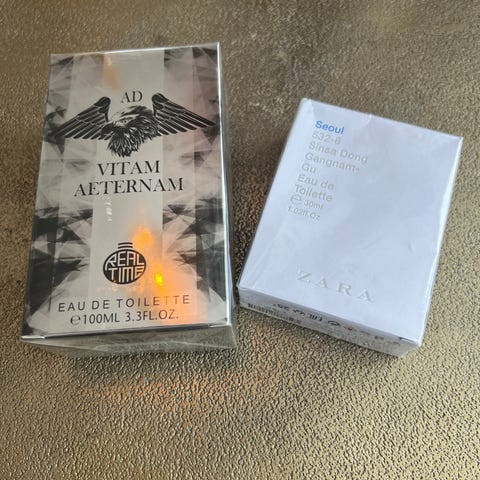 AD
VITAM
AETERNAM
REAL
TIME
EAU DE TOILETTE
℮100ML 3.3FL.OZ.
Seoul
532-8
Sinsa Dong
Gangnam-
Gu
Eau de
Toilette
℮ 30ml
1.02fl.Oz
ZARA